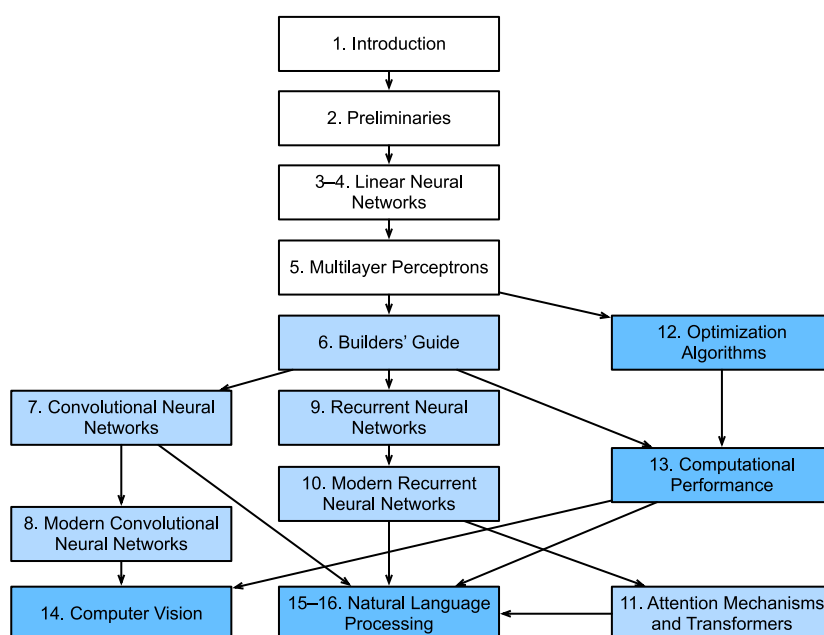 1. Introduction
2. Preliminaries
3–4. Linear Neural
Networks
5. Multilayer Perceptrons
6. Builders’ Guide
12. Optimization
Algorithms
7. Convolutional Neural
Networks
9. Recurrent Neural
Networks
13. Computational
Performance
10. Modern Recurrent
Neural Networks
8. Modern Convolutional
Neural Networks
14. Computer Vision
15–16. Natural Language
Processing
11. Attention Mechanisms
and Transformers